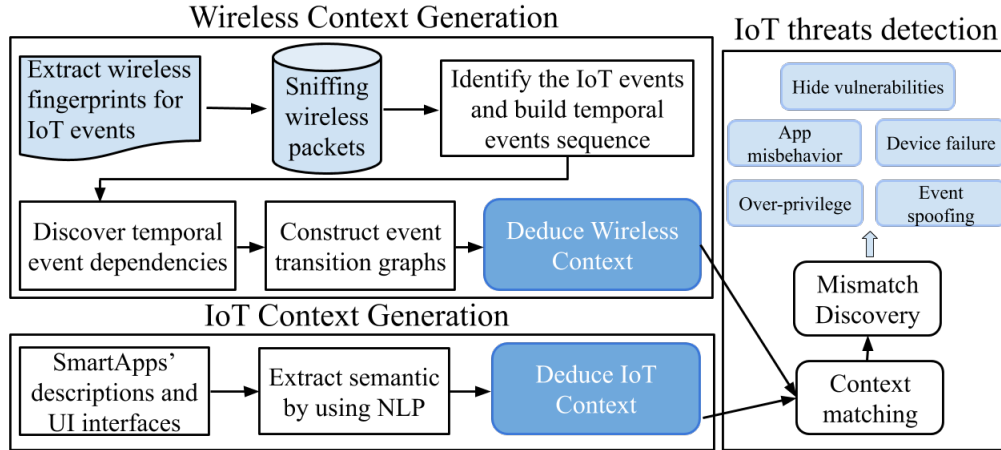 Wireless Context Generation
Extract wireless
fingerprints for
IoT events
Sniffing
wireless
packets
Identify the IoT events
and build temporal
events sequence
Discover temporal
event dependencies
Construct event
transition graphs
Deduce Wireless
Context
IoT Context Generation
SmartApps'
descriptions and
UI interfaces
Extract semantic
by using NLP
Deduce IoT
Context
IoT threats detection
Hide vulnerabilities
App
misbehavior
Device failure
Over-privilege
Event
spoofing
Mismatch
Discovery
Context
matching